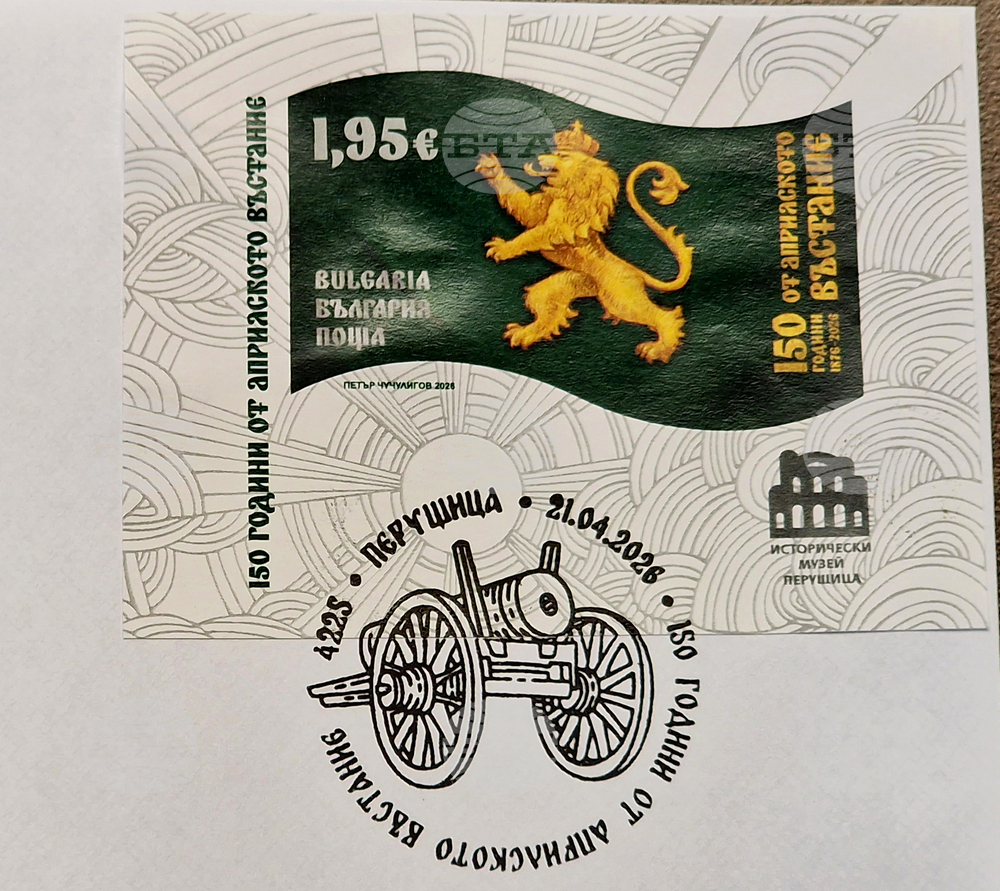 150 ГОДИНИ ОТ АПРИЛСКОТО ВЪСТАНИЕ
1,95€
БТА
BULGARIA
БЪЛГАРИЯ
ПОЩА
150 ГОДИНИ ОТ АПРИЛСКОТО ВЪСТАНИЕ
1876-2026
ПЕТЪР ЧУЧУЛИГОВ 2026
ИСТОРИЧЕСКИ
МУЗЕЙ
ПЕРУЩИЦА
4225 • ПЕРУЩИЦА • 21.04.2026 • 150 ГОДИНИ ОТ АПРИЛСКОТО ВЪСТАНИЕ